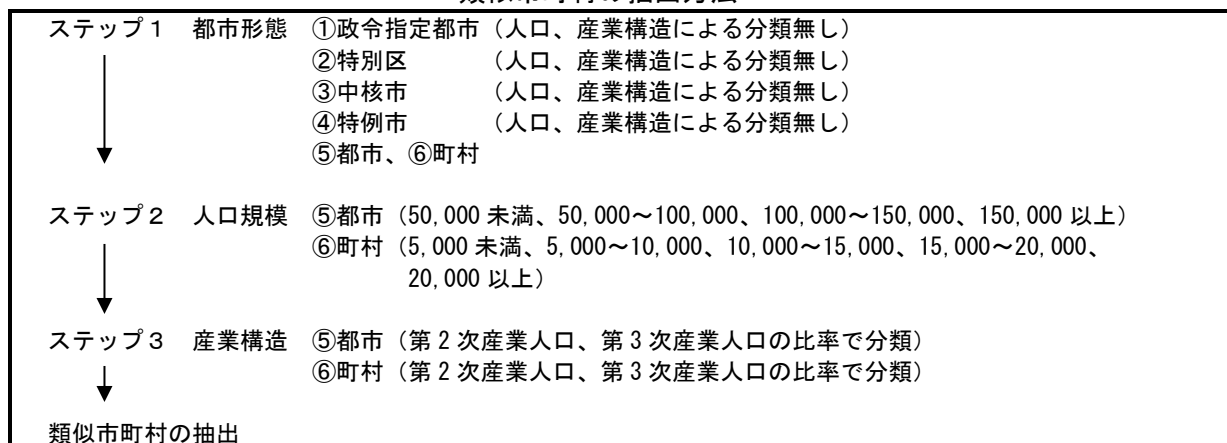 類似市町村の抽出方法
ステップ1 都市形態 ①政令指定都市（人口、産業構造による分類無し）
②特別区 （人口、産業構造による分類無し）
③中核市 （人口、産業構造による分類無し）
④特例市 （人口、産業構造による分類無し）
⑤都市、⑥町村
ステップ2 人口規模 ⑤都市（50,000 未満、50,000～100,000、100,000～150,000、150,000 以上）
⑥町村（5,000 未満、5,000～10,000、10,000～15,000、15,000～20,000、
20,000 以上）
ステップ3 産業構造 ⑤都市（第2次産業人口、第3次産業人口の比率で分類）
⑥町村（第2次産業人口、第3次産業人口の比率で分類）
類似市町村の抽出